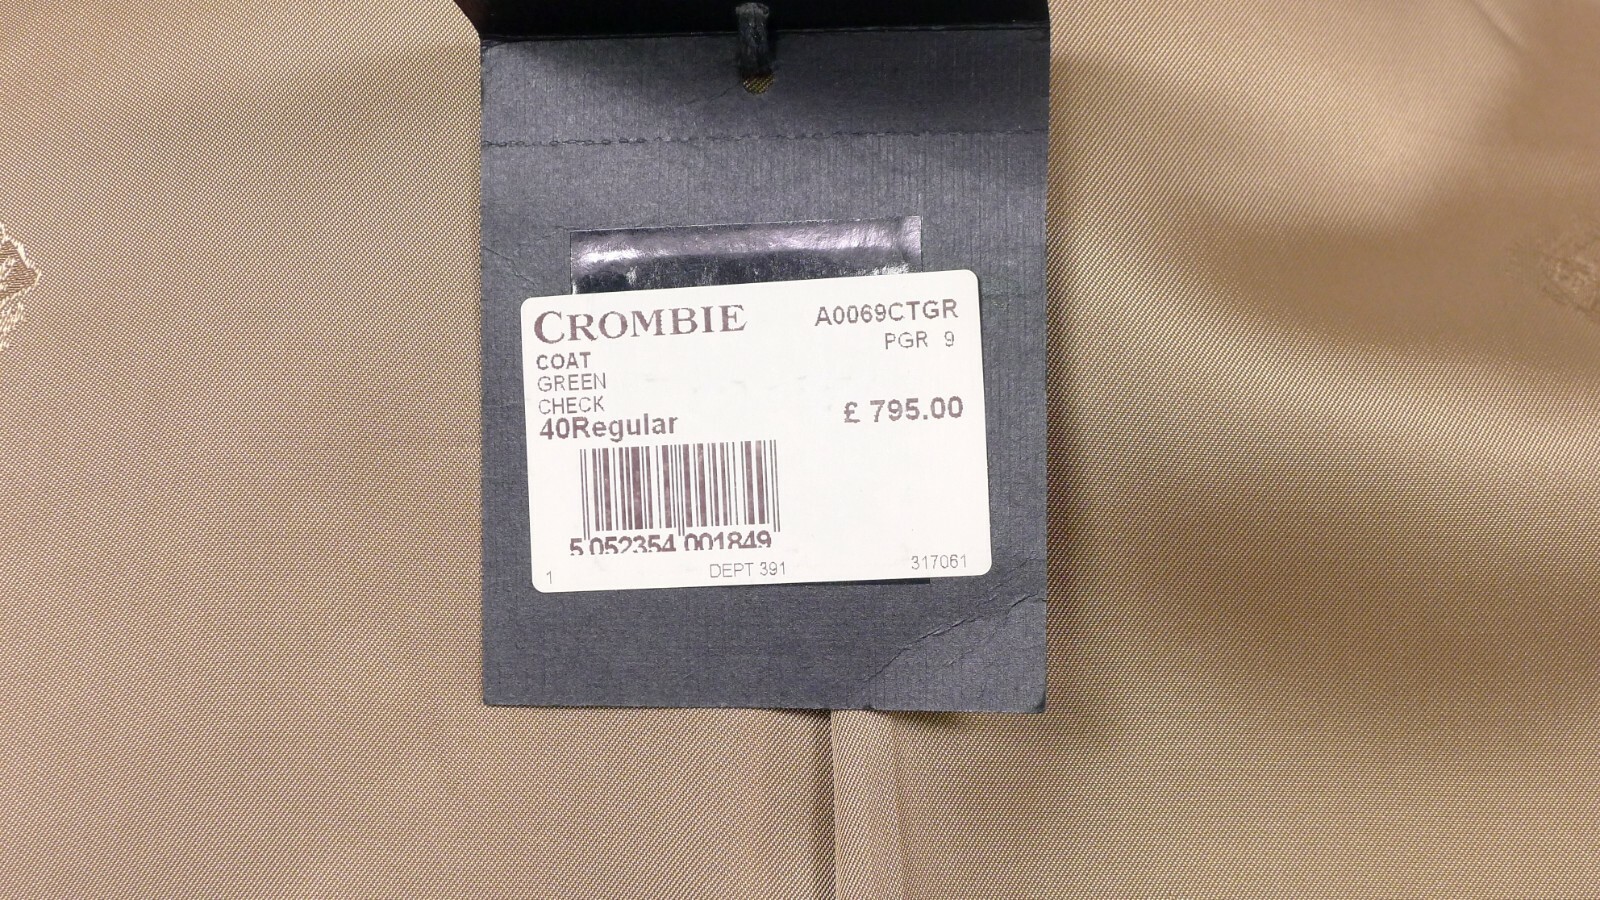 CROMBIE A0069CTGR
COAT PGR 9
GREEN
CHECK
40Regular £ 795.00
5 052354 001849
1 DEPT 391 317061